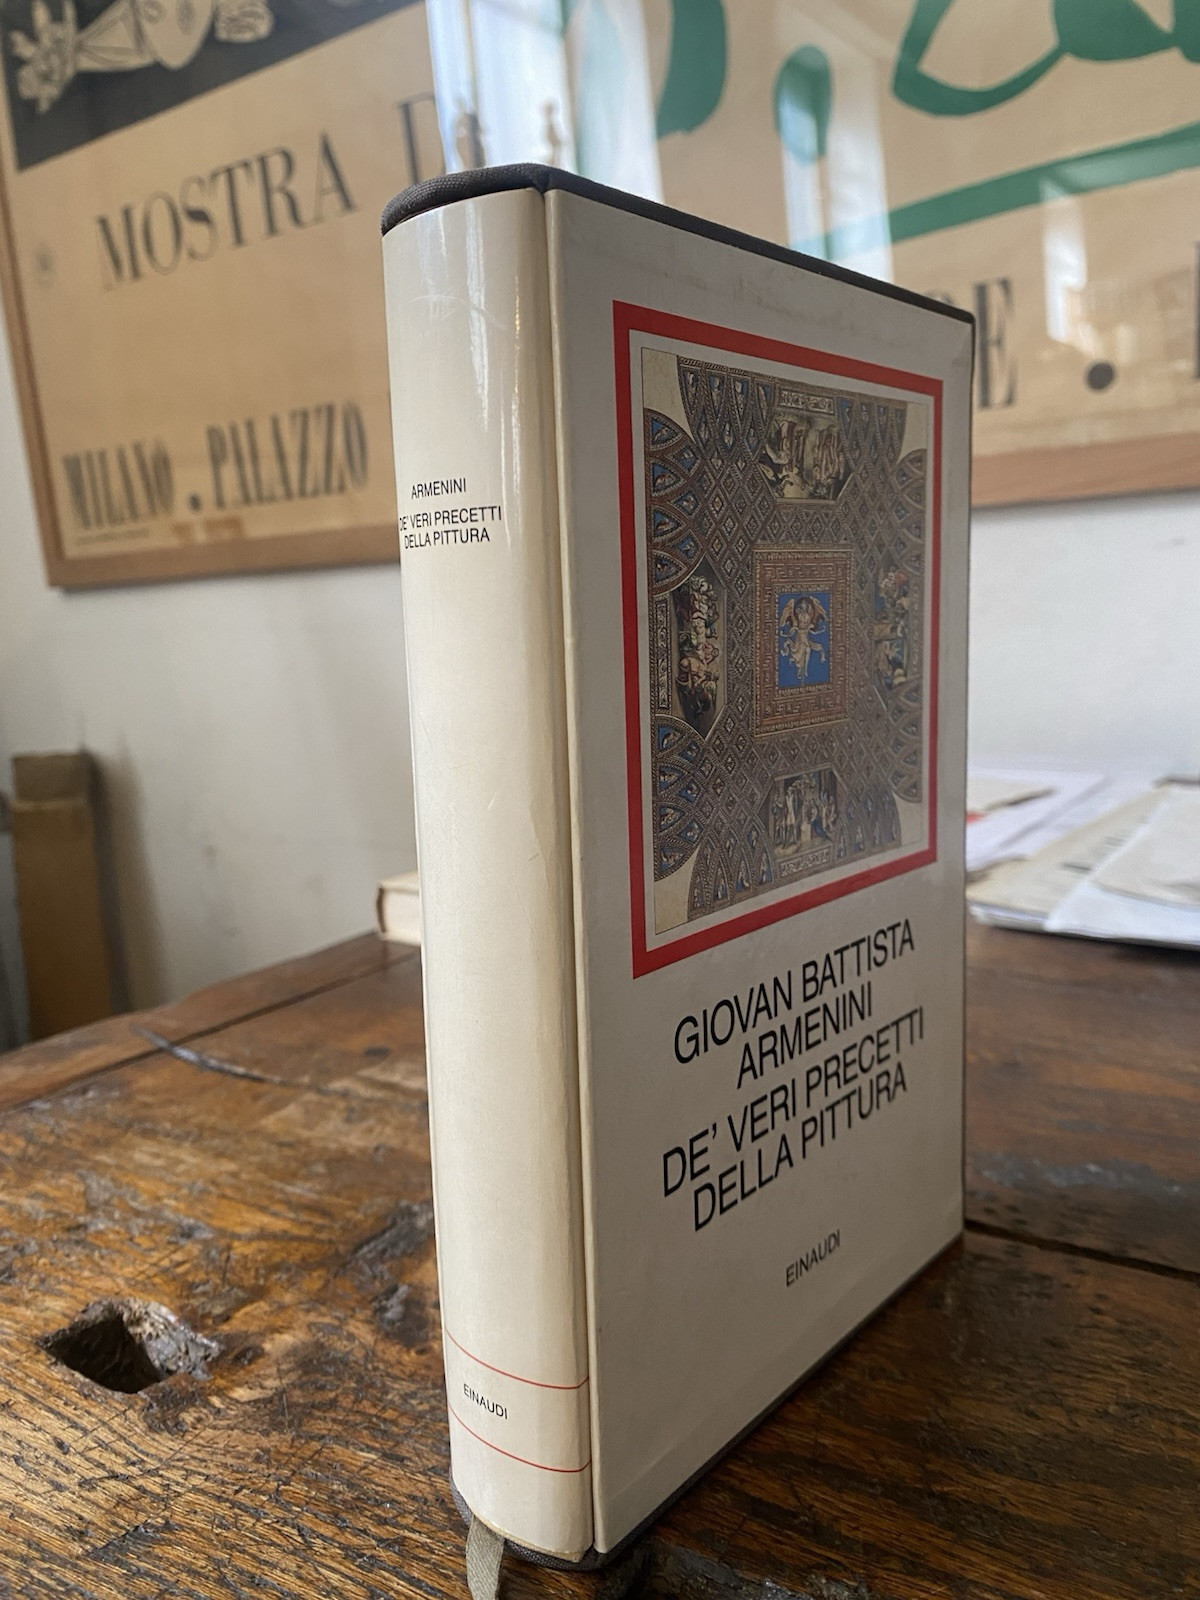 MOSTRA D
MILANO . PALAZZO
ARMENINI
DE' VERI PRECETTI
DELLA PITTURA
EINAUDI
GIOVAN BATTISTA
ARMENINI
DE' VERI PRECETTI
DELLA PITTURA
EINAUDI